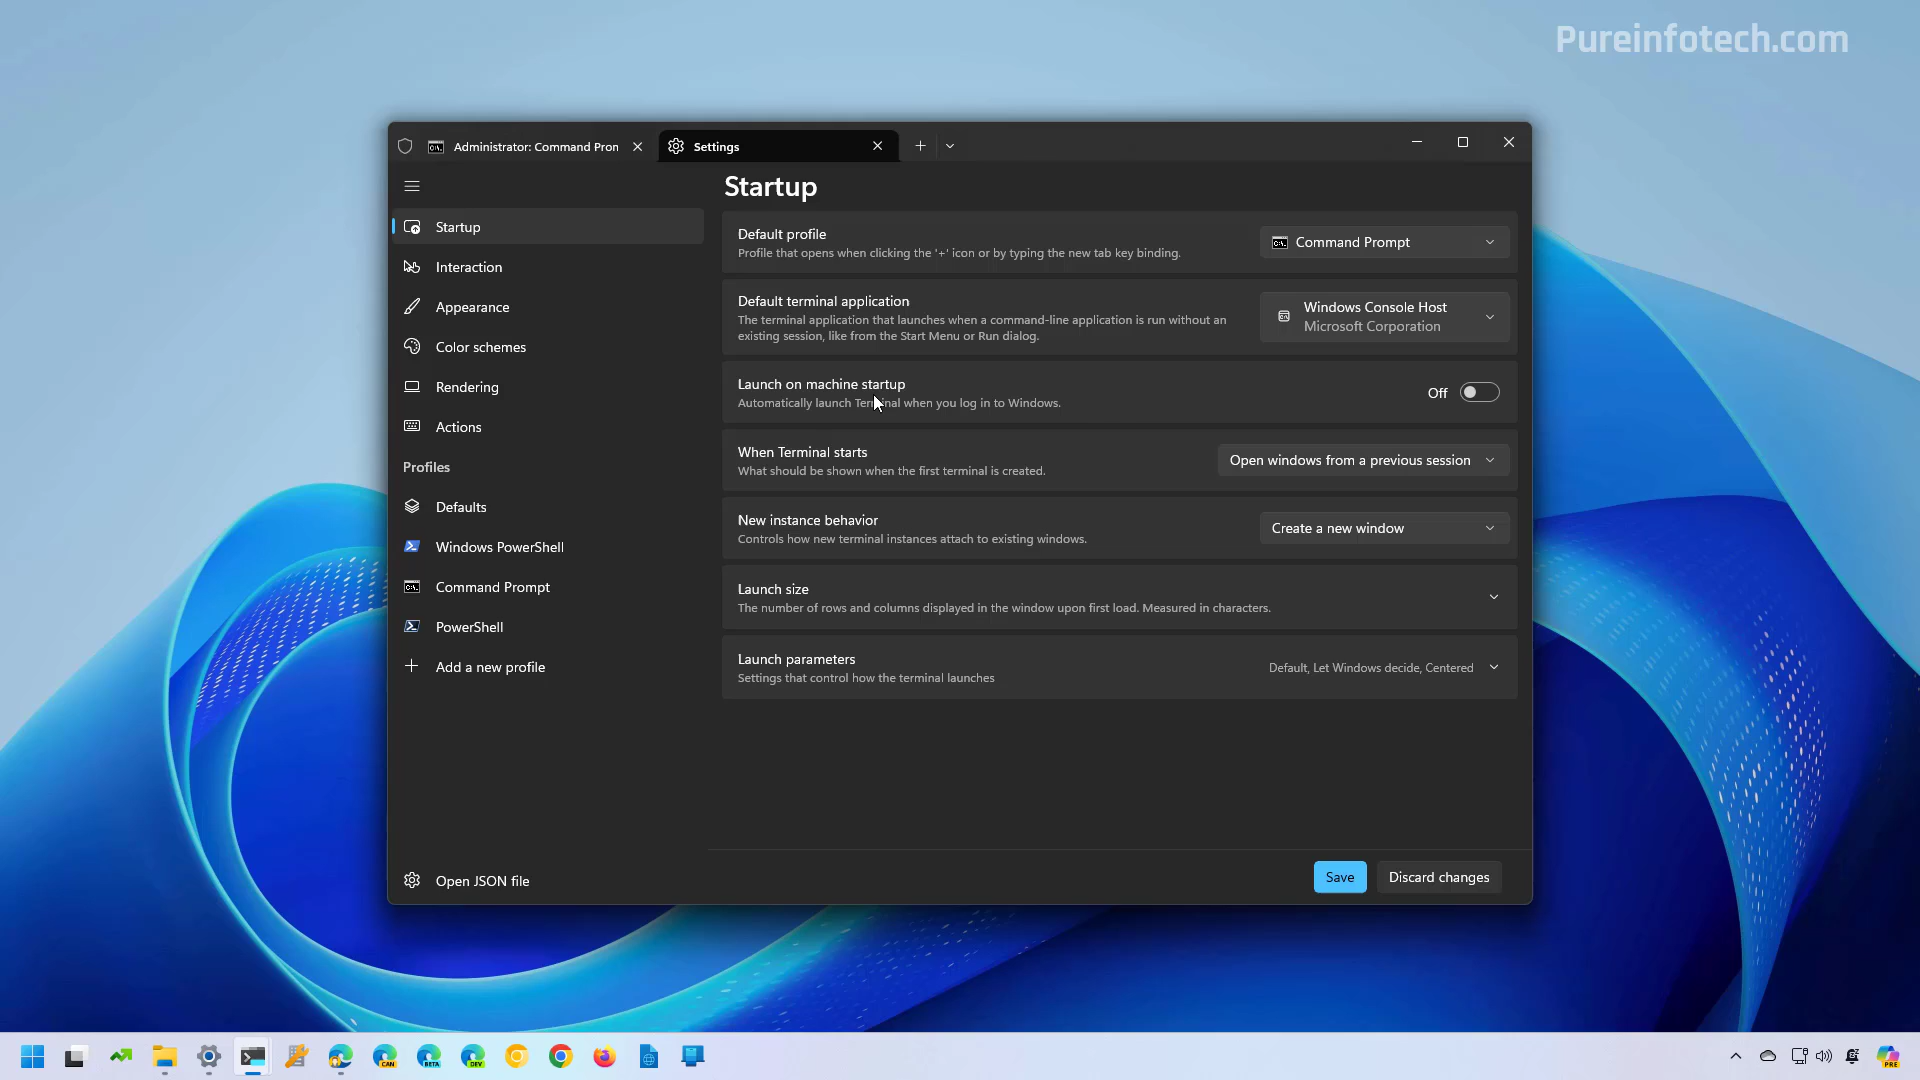 Pureinfotech.com
Administrator: Command Pron
Settings
Startup
Startup
Interaction
Appearance
Color schemes
Rendering
Actions
Profiles
Defaults
Windows PowerShell
Command Prompt
PowerShell
Add a new profile
Open JSON file
Default profile
Profile that opens when clicking the '+' icon or by typing the new tab key binding.
Command Prompt
Default terminal application
The terminal application that launches when a command-line application is run without an
existing session, like from the Start Menu or Run dialog.
Windows Console Host
Microsoft Corporation
Launch on machine startup
Automatically launch Terminal when you log in to Windows.
Off
When Terminal starts
What should be shown when the first terminal is created.
Open windows from a previous session
New instance behavior
Controls how new terminal instances attach to existing windows.
Create a new window
Launch size
The number of rows and columns displayed in the window upon first load. Measured in characters.
Launch parameters
Settings that control how the terminal launches
Default, Let Windows decide, Centered
Save
Discard changes
CAN
BETA
DEV
PRE